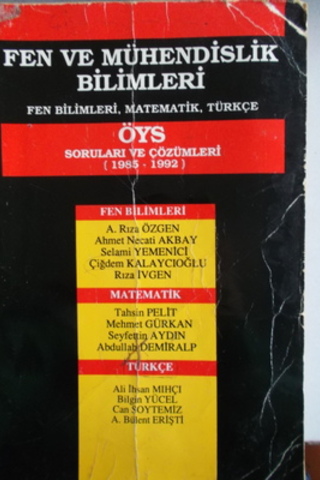 FEN VE MÜHENDİSLİK
BİLİMLERİ
FEN BİLİMLERİ, MATEMATİK, TÜRKÇE
ÖYS
SORULARI VE ÇÖZÜMLERİ
( 1985 - 1992 )
FEN BİLİMLERİ
A. Rıza ÖZGEN
Ahmet Necati AKBAY
Selami YEMENİCİ
Çiğdem KALAYCIOĞLU
Rıza İVGEN
MATEMATİK
Tahsin PELİT
Mehmet GÜRKAN
Seyfettin AYDIN
Abdullah DEMİRALP
TÜRKÇE
Ali İhsan MIHÇI
Bilgin YÜCEL
Can SOYTEMİZ
A. Bülent ERİŞTİ